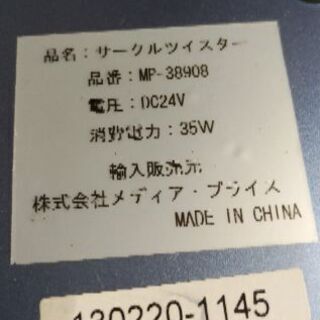 品名：サークルツイスター
品番：MP-38908
電圧：DC24V
消費電力：35W
輸入販売元
株式会社メディア・プライス
MADE IN CHINA
130220-1145